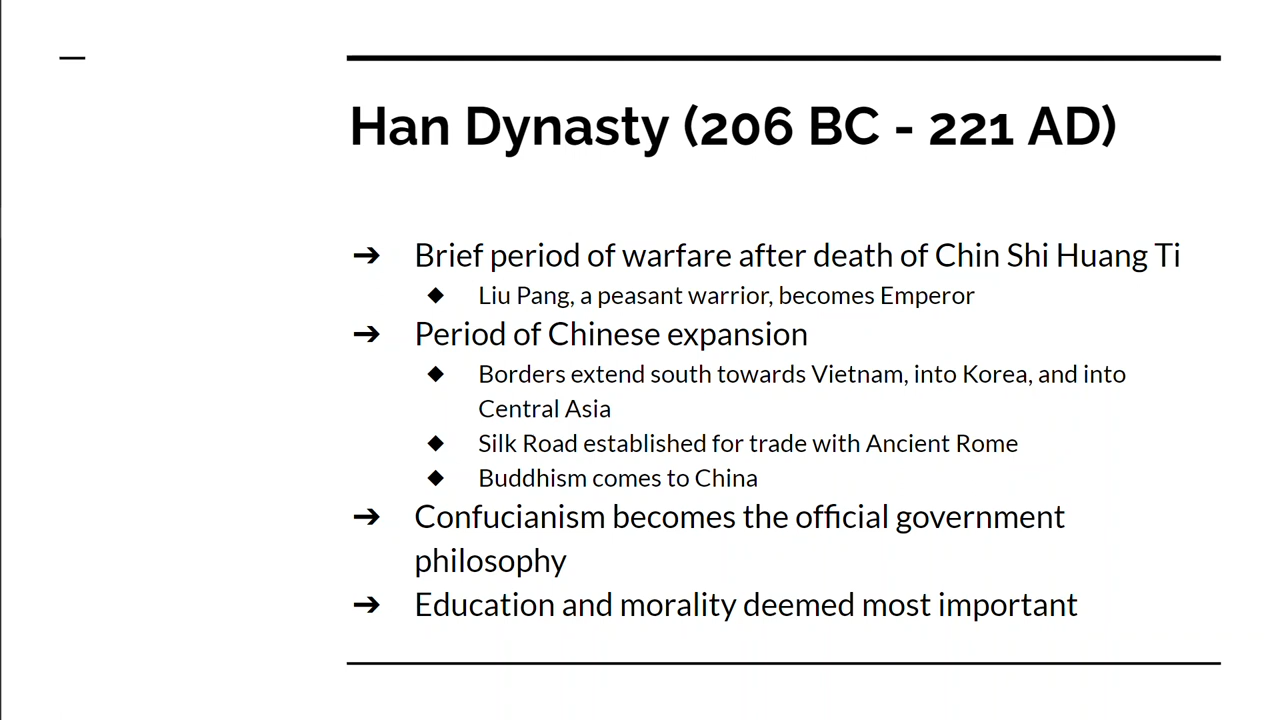 Han Dynasty (206 BC - 221 AD)
➔ Brief period of warfare after death of Chin Shi Huang Ti
◆ Liu Pang, a peasant warrior, becomes Emperor
➔ Period of Chinese expansion
◆ Borders extend south towards Vietnam, into Korea, and into
Central Asia
◆ Silk Road established for trade with Ancient Rome
◆ Buddhism comes to China
➔ Confucianism becomes the official government
philosophy
➔ Education and morality deemed most important